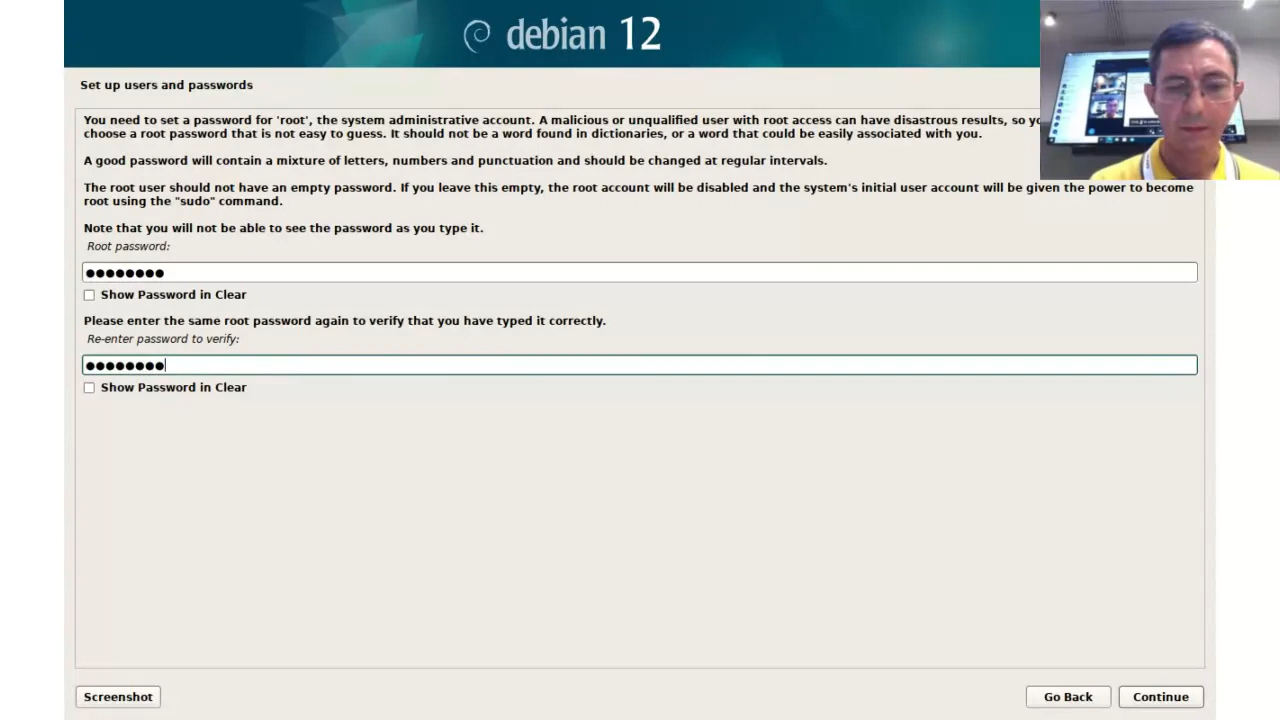 debian 12
Set up users and passwords
You need to set a password for 'root', the system administrative account. A malicious or unqualified user with root access can have disastrous results, so
choose a root password that is not easy to guess. It should not be a word found in dictionaries, or a word that could be easily associated with you.
A good password will contain a mixture of letters, numbers and punctuation and should be changed at regular intervals.
The root user should not have an empty password. If you leave this empty, the root account will be disabled and the system's initial user account will be given the power to become
root using the "sudo" command.
Note that you will not be able to see the password as you type it.
Root password:
●●●●●●●●
Show Password in Clear
Please enter the same root password again to verify that you have typed it correctly.
Re-enter password to verify:
●●●●●●●●
Show Password in Clear
Screenshot
Go Back
Continue